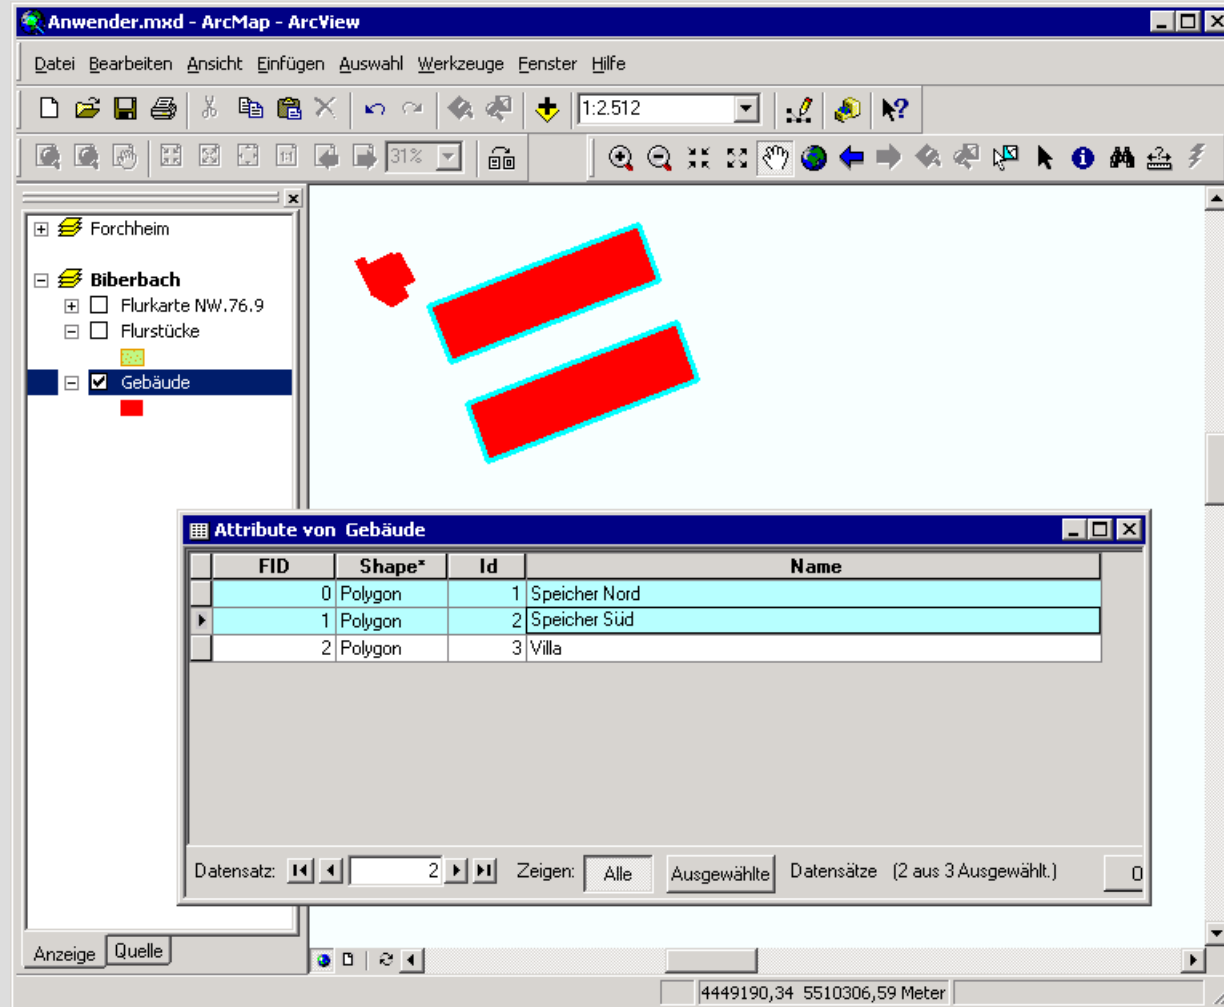 Anwender.mxd - ArcMap - ArcView
Datei Bearbeiten Ansicht Einfügen Auswahl Werkzeuge Fenster Hilfe
1:2.512
1:1 31%
Forchheim
Biberbach
Flurkarte NW.76.9
Flurstücke
Gebäude
Attribute von Gebäude
FID Shape* Id Name
0 Polygon 1 Speicher Nord
1 Polygon 2 Speicher Süd
2 Polygon 3 Villa
Datensatz: 2 Zeigen: Alle Ausgewählte Datensätze (2 aus 3 Ausgewählt.) O
Anzeige Quelle
4449190,34 5510306,59 Meter